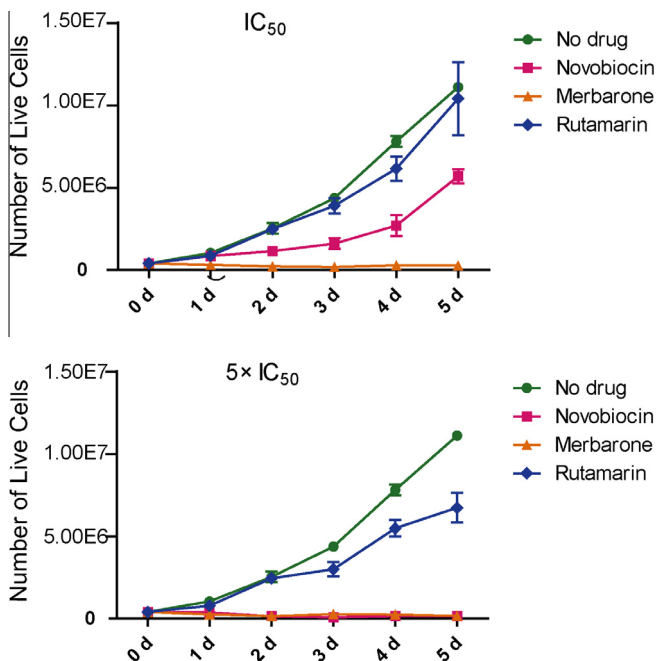 IC₅₀
Number of Live Cells
1.50E7
1.00E7
5.00E6
0
0 d
1 d
2 d
3 d
4 d
5 d
No drug
Novobiocin
Merbarone
Rutamarin
5× IC₅₀
Number of Live Cells
1.50E7
1.00E7
5.00E6
0
0 d
1 d
2 d
3 d
4 d
5 d
No drug
Novobiocin
Merbarone
Rutamarin